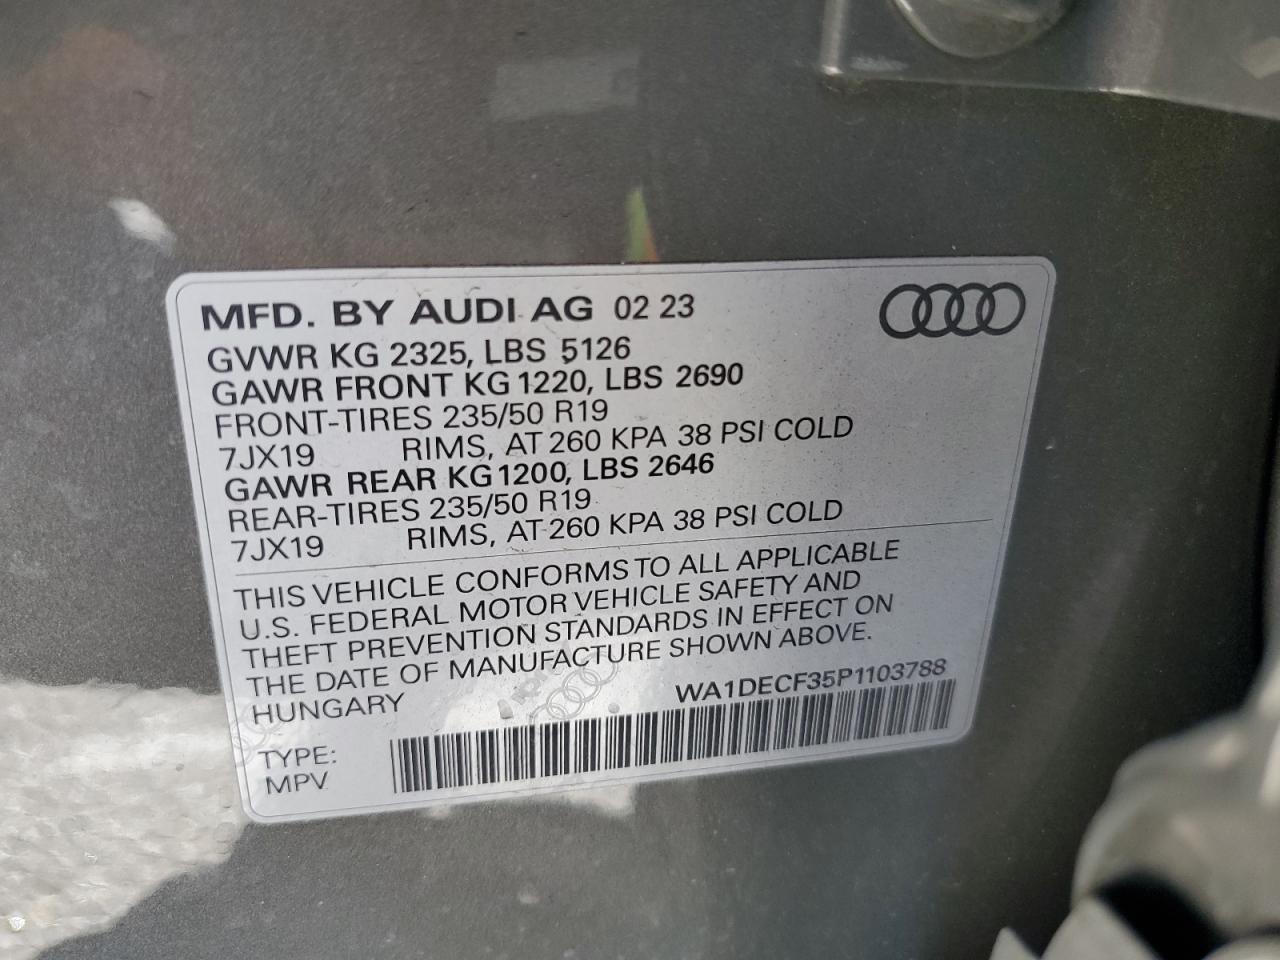 MFD. BY AUDI AG 02 23
GVWR KG 2325, LBS 5126
GAWR FRONT KG 1220, LBS 2690
FRONT-TIRES 235/50 R19
7JX19 RIMS, AT 260 KPA 38 PSI COLD
GAWR REAR KG 1200, LBS 2646
REAR-TIRES 235/50 R19
7JX19 RIMS, AT 260 KPA 38 PSI COLD
THIS VEHICLE CONFORMS TO ALL APPLICABLE
U.S. FEDERAL MOTOR VEHICLE SAFETY AND
THEFT PREVENTION STANDARDS IN EFFECT ON
THE DATE OF MANUFACTURE SHOWN ABOVE.
HUNGARY
WA1DECF35P1103788
TYPE:
MPV